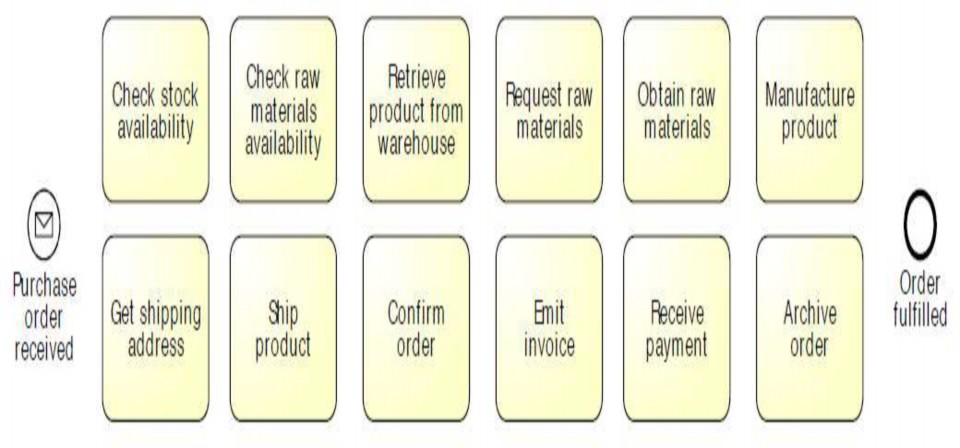 Check stock
availability
Check raw
materials
availability
Retrieve
product from
warehouse
Request raw
materials
Obtain raw
materials
Manufacture
product
Purchase
order
received
Get shipping
address
Ship
product
Confirm
order
Emit
invoice
Receive
payment
Archive
order
Order
fulfilled